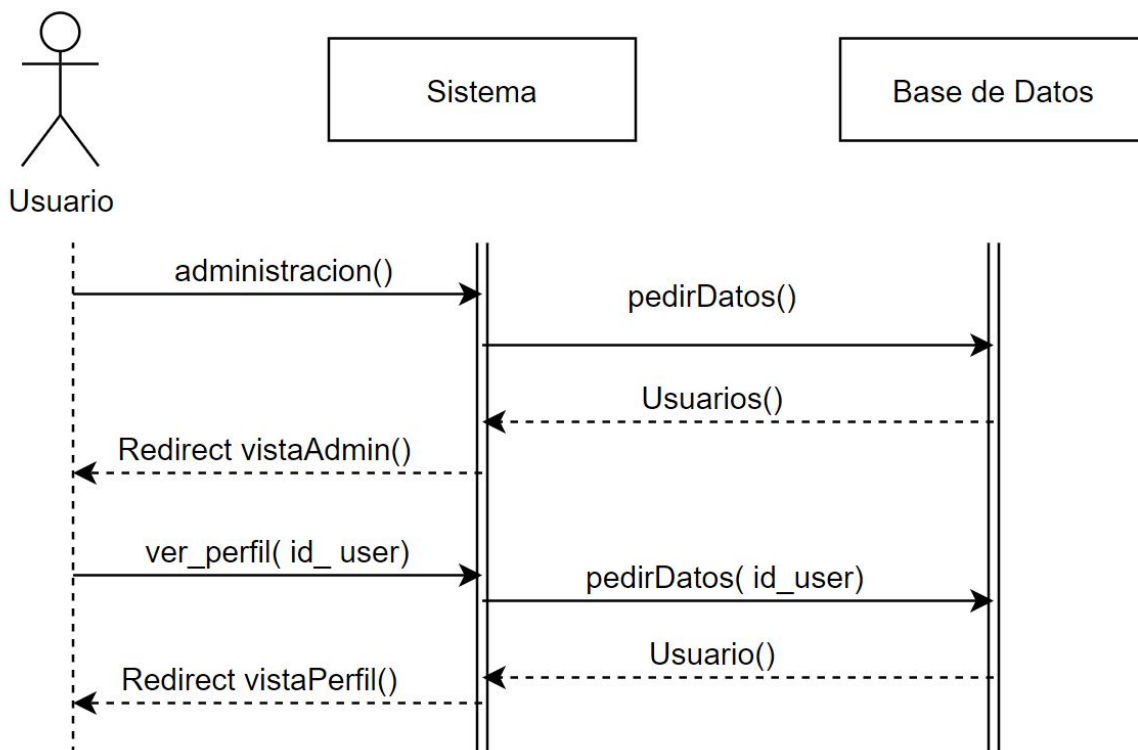 Sistema
Base de Datos
Usuario
administracion()
pedirDatos()
Usuarios()
Redirect vistaAdmin()
ver_perfil( id_ user)
pedirDatos( id_user)
Usuario()
Redirect vistaPerfil()